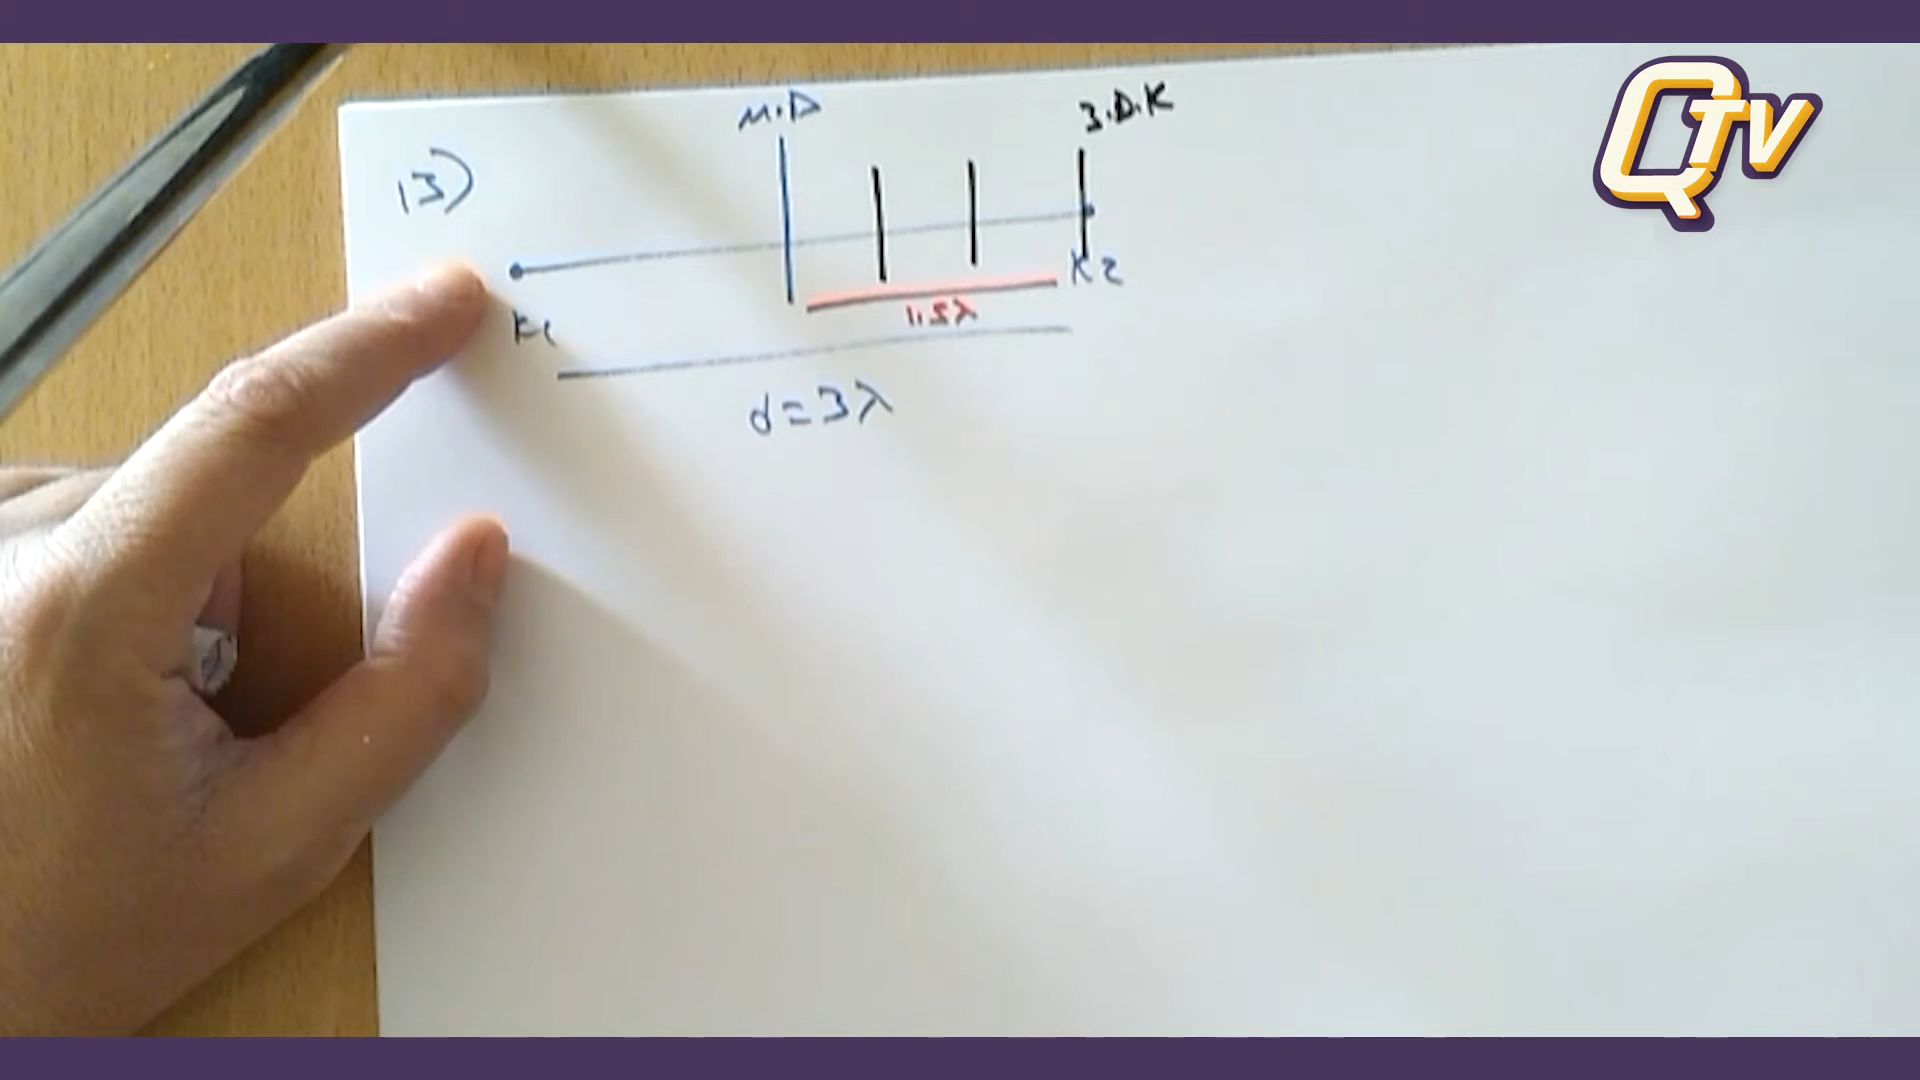 QTV
M.D
3.D.K
13)
K1
K2
1.5λ
d=3λ